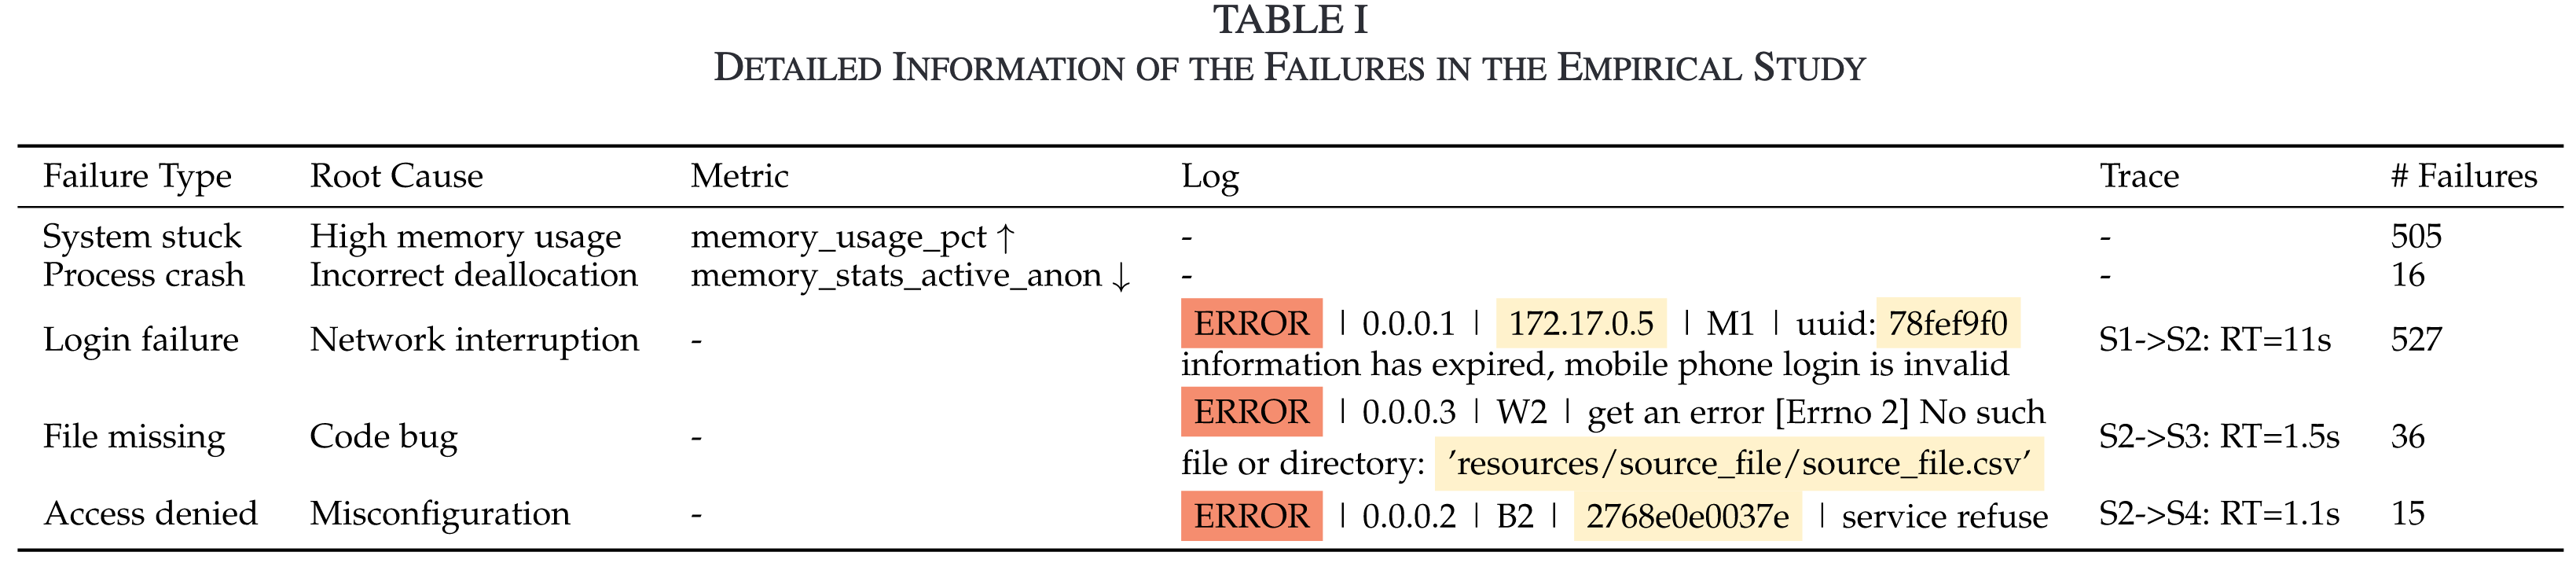 TABLE I
DETAILED INFORMATION OF THE FAILURES IN THE EMPIRICAL STUDY
Failure Type Root Cause Metric Log Trace # Failures
System stuck High memory usage memory_usage_pct ↑ - - 505
Process crash Incorrect deallocation memory_stats_active_anon ↓ - - 16
Login failure Network interruption - ERROR | 0.0.0.1 | 172.17.0.5 | M1 | uuid: 78fef9f0 S1->S2: RT=11s 527
information has expired, mobile phone login is invalid
File missing Code bug - ERROR | 0.0.0.3 | W2 | get an error [Errno 2] No such S2->S3: RT=1.5s 36
file or directory: 'resources/source_file/source_file.csv'
Access denied Misconfiguration - ERROR | 0.0.0.2 | B2 | 2768e0e0037e | service refuse S2->S4: RT=1.1s 15